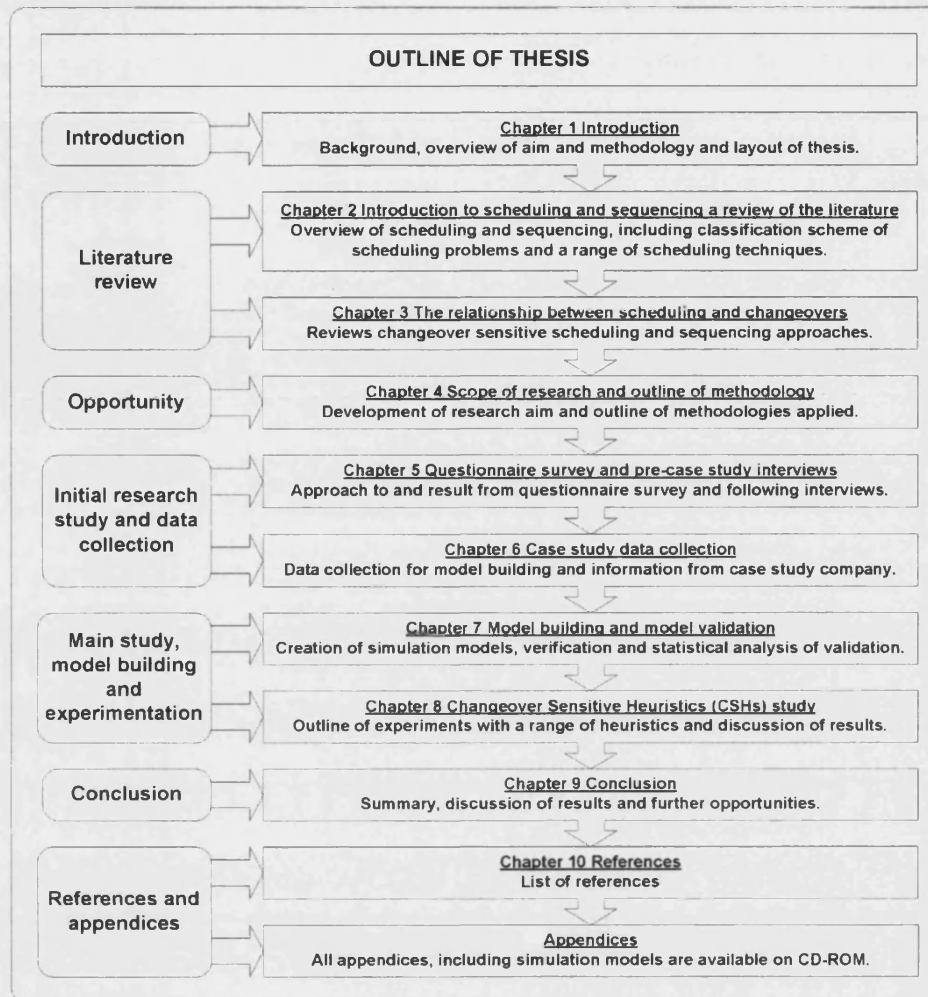 OUTLINE OF THESIS
Introduction
Chapter 1 Introduction
Background, overview of aim and methodology and layout of thesis.
Literature
review
Chapter 2 Introduction to scheduling and sequencing a review of the literature
Overview of scheduling and sequencing, including classification scheme of
scheduling problems and a range of scheduling techniques.
Chapter 3 The relationship between scheduling and changeovers
Reviews changeover sensitive scheduling and sequencing approaches.
Opportunity
Chapter 4 Scope of research and outline of methodology
Development of research aim and outline of methodologies applied.
Initial research
study and data
collection
Chapter 5 Questionnaire survey and pre-case study interviews
Approach to and result from questionnaire survey and following interviews.
Chapter 6 Case study data collection
Data collection for model building and information from case study company.
Main study,
model building
and
experimentation
Chapter 7 Model building and model validation
Creation of simulation models, verification and statistical analysis of validation.
Chapter 8 Changeover Sensitive Heuristics (CSHs) study
Outline of experiments with a range of heuristics and discussion of results.
Conclusion
Chapter 9 Conclusion
Summary, discussion of results and further opportunities.
References and
appendices
Chapter 10 References
List of references
Appendices
All appendices, including simulation models are available on CD-ROM.